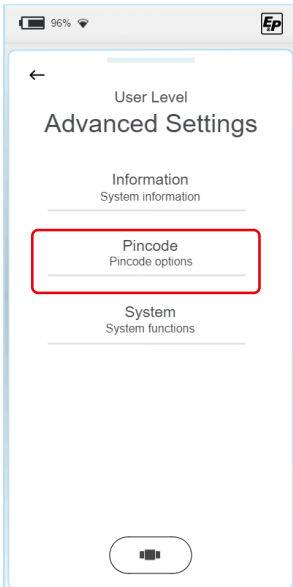 96% EP
User Level
Advanced Settings
Information
System information
Pincode
Pincode options
System
System functions